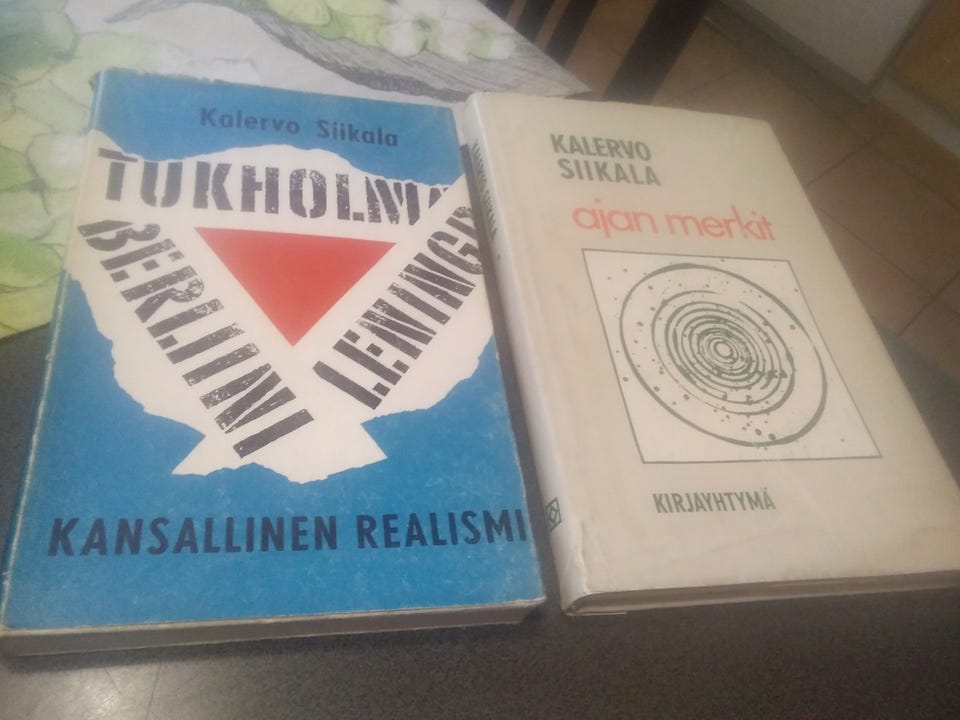 Kalervo Siikala
TUKHOLMA
BERLIINI
LENINGR
KANSALLINEN REALISMI
KALERVO
SIIKALA
ajan merkit
KIRJAYHTYMÄ